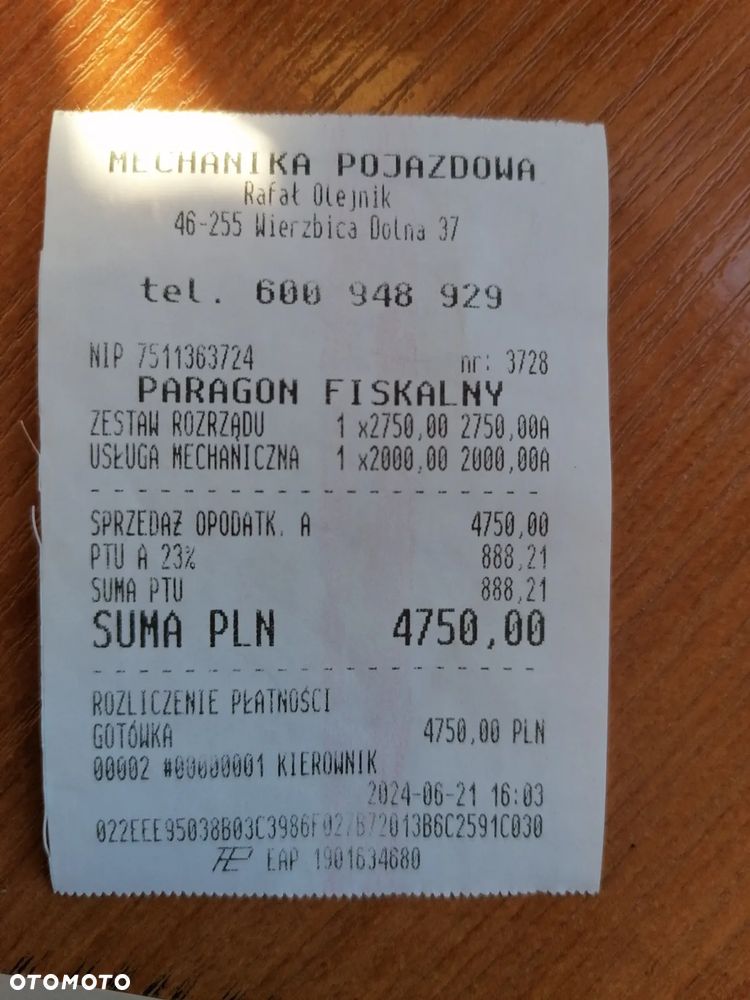 MECHANIKA POJAZDOWA
Rafał Olejnik
46-255 Wierzbica Dolna 37
tel. 600 948 929
NIP 7511363724 nr: 3728
PARAGON FISKALNY
ZESTAW ROZRZĄDU 1 x2750,00 2750,00A
USŁUGA MECHANICZNA 1 x2000,00 2000,00A
SPRZEDAŻ OPODATK. A 4750,00
PTU A 23% 888,21
SUMA PTU 888,21
SUMA PLN 4750,00
ROZLICZENIE PŁATNOŚCI
GOTÓWKA 4750,00 PLN
00002 #00000001 KIEROWNIK
2024-06-21 16:03
022EEE95038B03C3986F027B72013B6C2591C030
EAP 1901634680
OTOMOTO